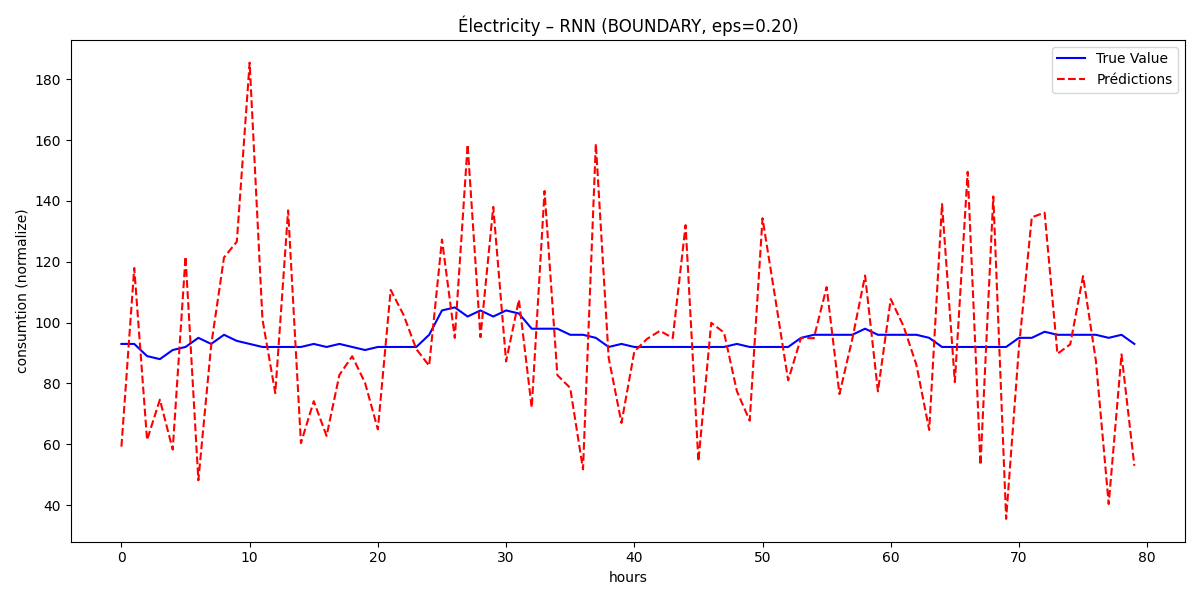 Électricity – RNN (BOUNDARY, eps=0.20)
True Value
Prédictions
consumtion (normalize)
180
160
140
120
100
80
60
40
0 10 20 30 40 50 60 70 80
hours